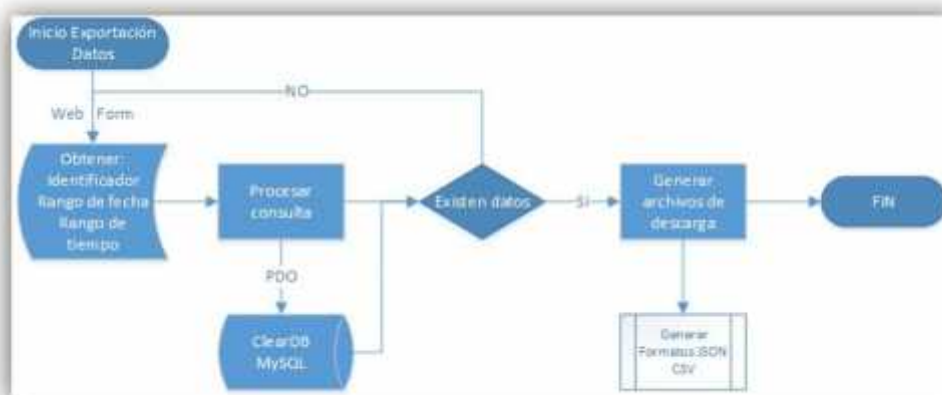 Inicio Exportación
Datos
NO
Web Form
Obtener:
Identificador
Rango de fecha
Rango de
tiempo
Procesar
consulta
Existen datos
SI
Generar
archivos de
descarga
FIN
PDO
ClearDB
MySQL
Generar
Formatos JSON
CSV